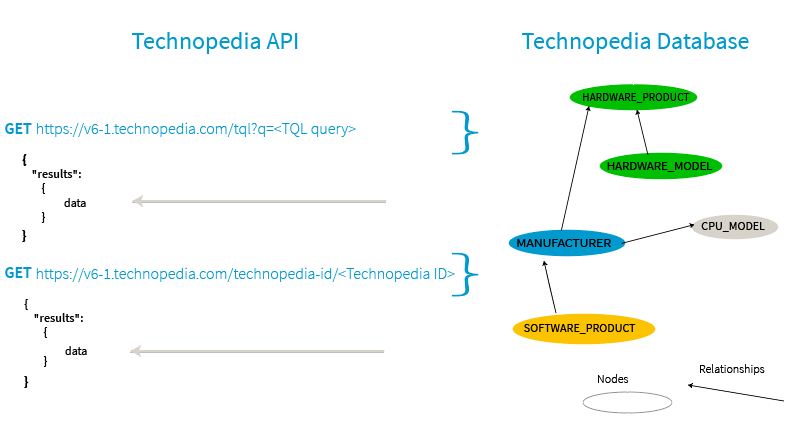 Technopedia API
GET https://v6-1.technopedia.com/tql?q=<TQL query>
{
"results":
{
data
}
}
GET https://v6-1.technopedia.com/technopedia-id/<Technopedia ID>
{
"results":
{
data
}
}
Technopedia Database
HARDWARE_PRODUCT
HARDWARE_MODEL
CPU_MODEL
MANUFACTURER
SOFTWARE_PRODUCT
Relationships
Nodes